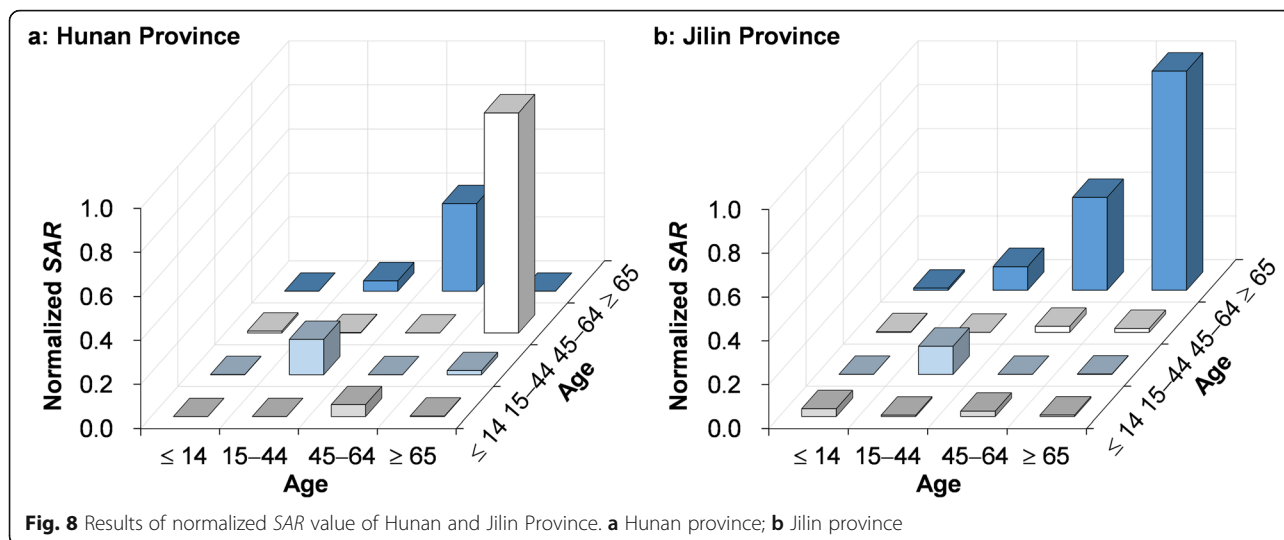 a: Hunan Province
b: Jilin Province
Normalized SAR
1.0
0.8
0.6
0.4
0.2
0.0
≤ 14 15–44 45–64 ≥ 65
Age
≤ 14 15–44 45–64 ≥ 65
Age
Normalized SAR
1.0
0.8
0.6
0.4
0.2
0.0
≤ 14 15–44 45–64 ≥ 65
Age
≤ 14 15–44 45–64 ≥ 65
Age
Fig. 8 Results of normalized SAR value of Hunan and Jilin Province. a Hunan province; b Jilin province